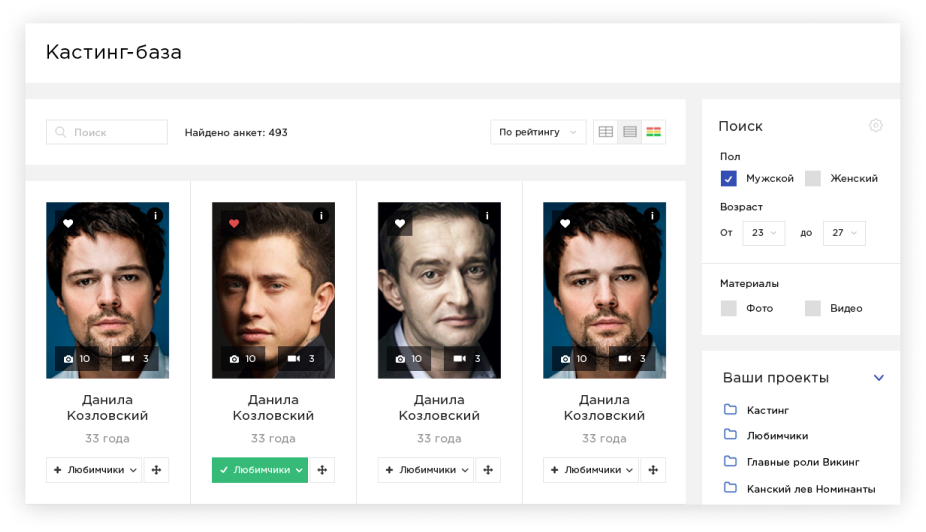 Кастинг-база
Поиск
Найдено анкет: 493
По рейтингу
i
10
3
Данила
Козловский
33 года
Любимчики
i
10
3
Данила
Козловский
33 года
Любимчики
i
10
3
Данила
Козловский
33 года
Любимчики
i
10
3
Данила
Козловский
33 года
Любимчики
Поиск
Пол
Мужской Женский
Возраст
От 23 до 27
Материалы
Фото Видео
Ваши проекты
Кастинг
Любимчики
Главные роли Викинг
Канский лев Номинанты